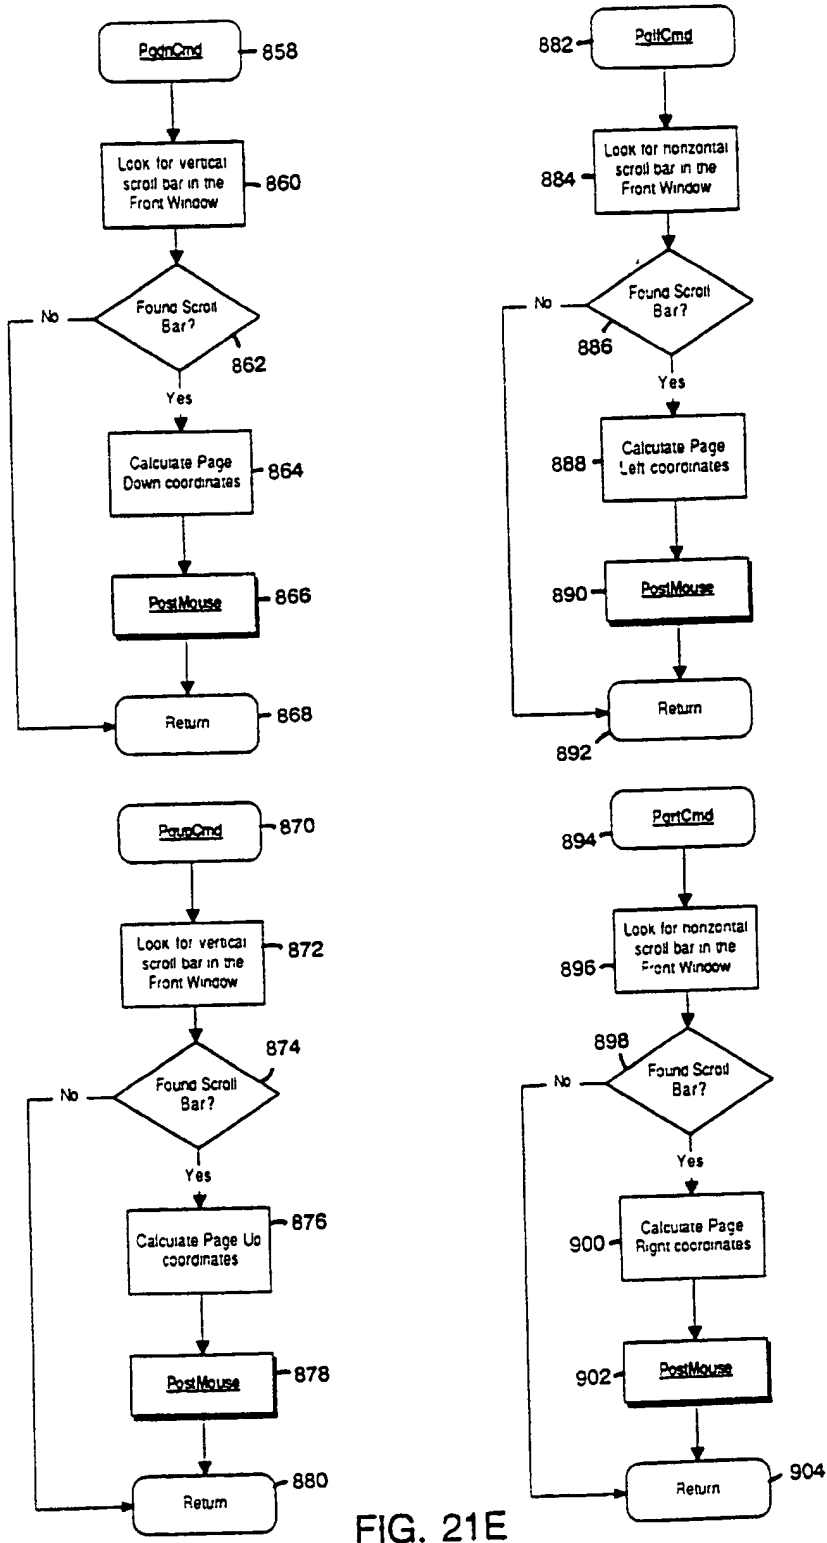 PgdnCmd
858
Look for vertical
scroll bar in the
Front Window
860
Found Scroll
Bar?
No
862
Yes
Calculate Page
Down coordinates
864
PostMouse
866
Return
868
PgltCmd
882
Look for horizontal
scroll bar in the
Front Window
884
Found Scroll
Bar?
No
886
Yes
Calculate Page
Left coordinates
888
PostMouse
890
Return
892
PgupCmd
870
Look for vertical
scroll bar in the
Front Window
872
Found Scroll
Bar?
874
No
Yes
Calculate Page Up
coordinates
876
PostMouse
878
Return
880
PgrtCmd
894
Look for horizontal
scroll bar in the
Front Window
896
898
Found Scroll
Bar?
No
Yes
Calculate Page
Right coordinates
900
PostMouse
902
Return
904
FIG. 21E